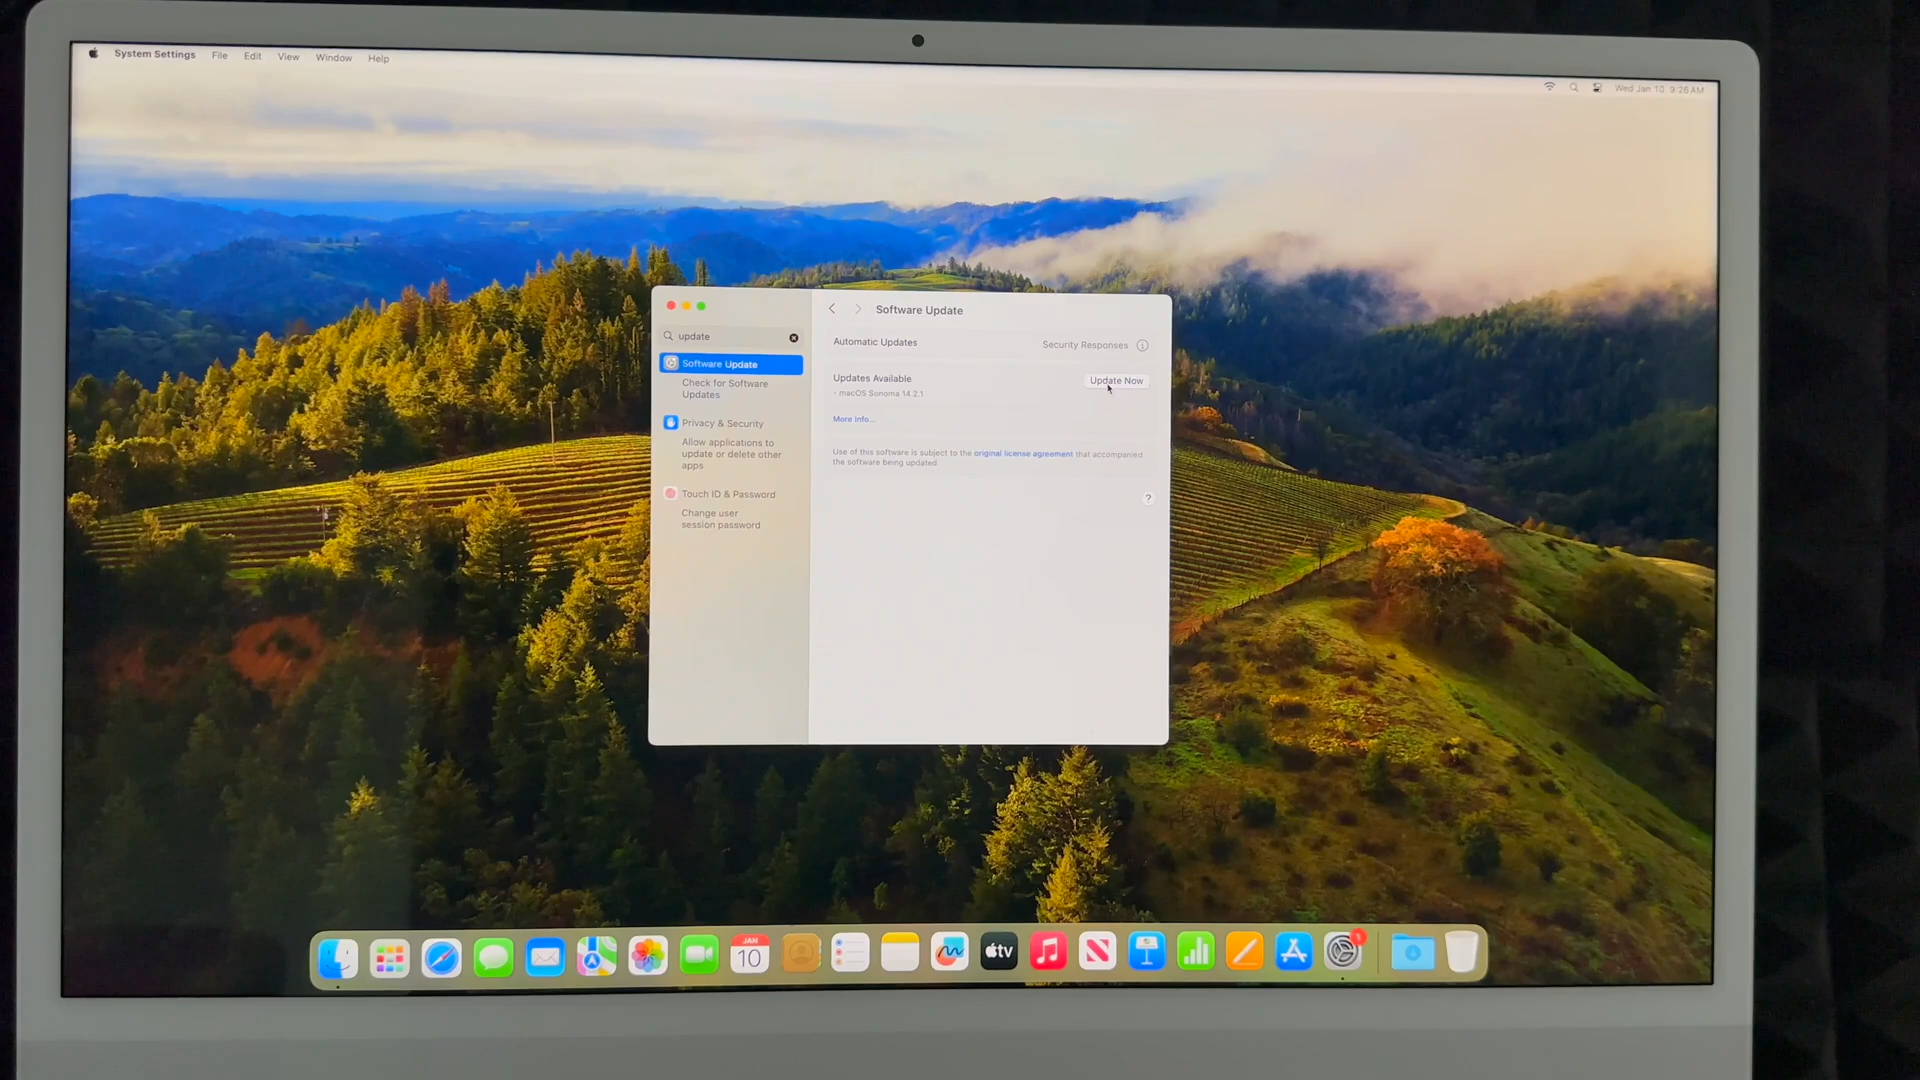 System Settings File Edit View Window Help
Wed Jan 10 9:26 AM
Software Update
update
Automatic Updates
Security Responses
Software Update
Updates Available
Update Now
Check for Software
Updates
- macOS Sonoma 14.2.1
Privacy & Security
More Info...
Allow applications to
update or delete other
apps
Use of this software is subject to the original license agreement that accompanied
the software being updated.
Touch ID & Password
?
Change user
session password
JAN
10
tv
1